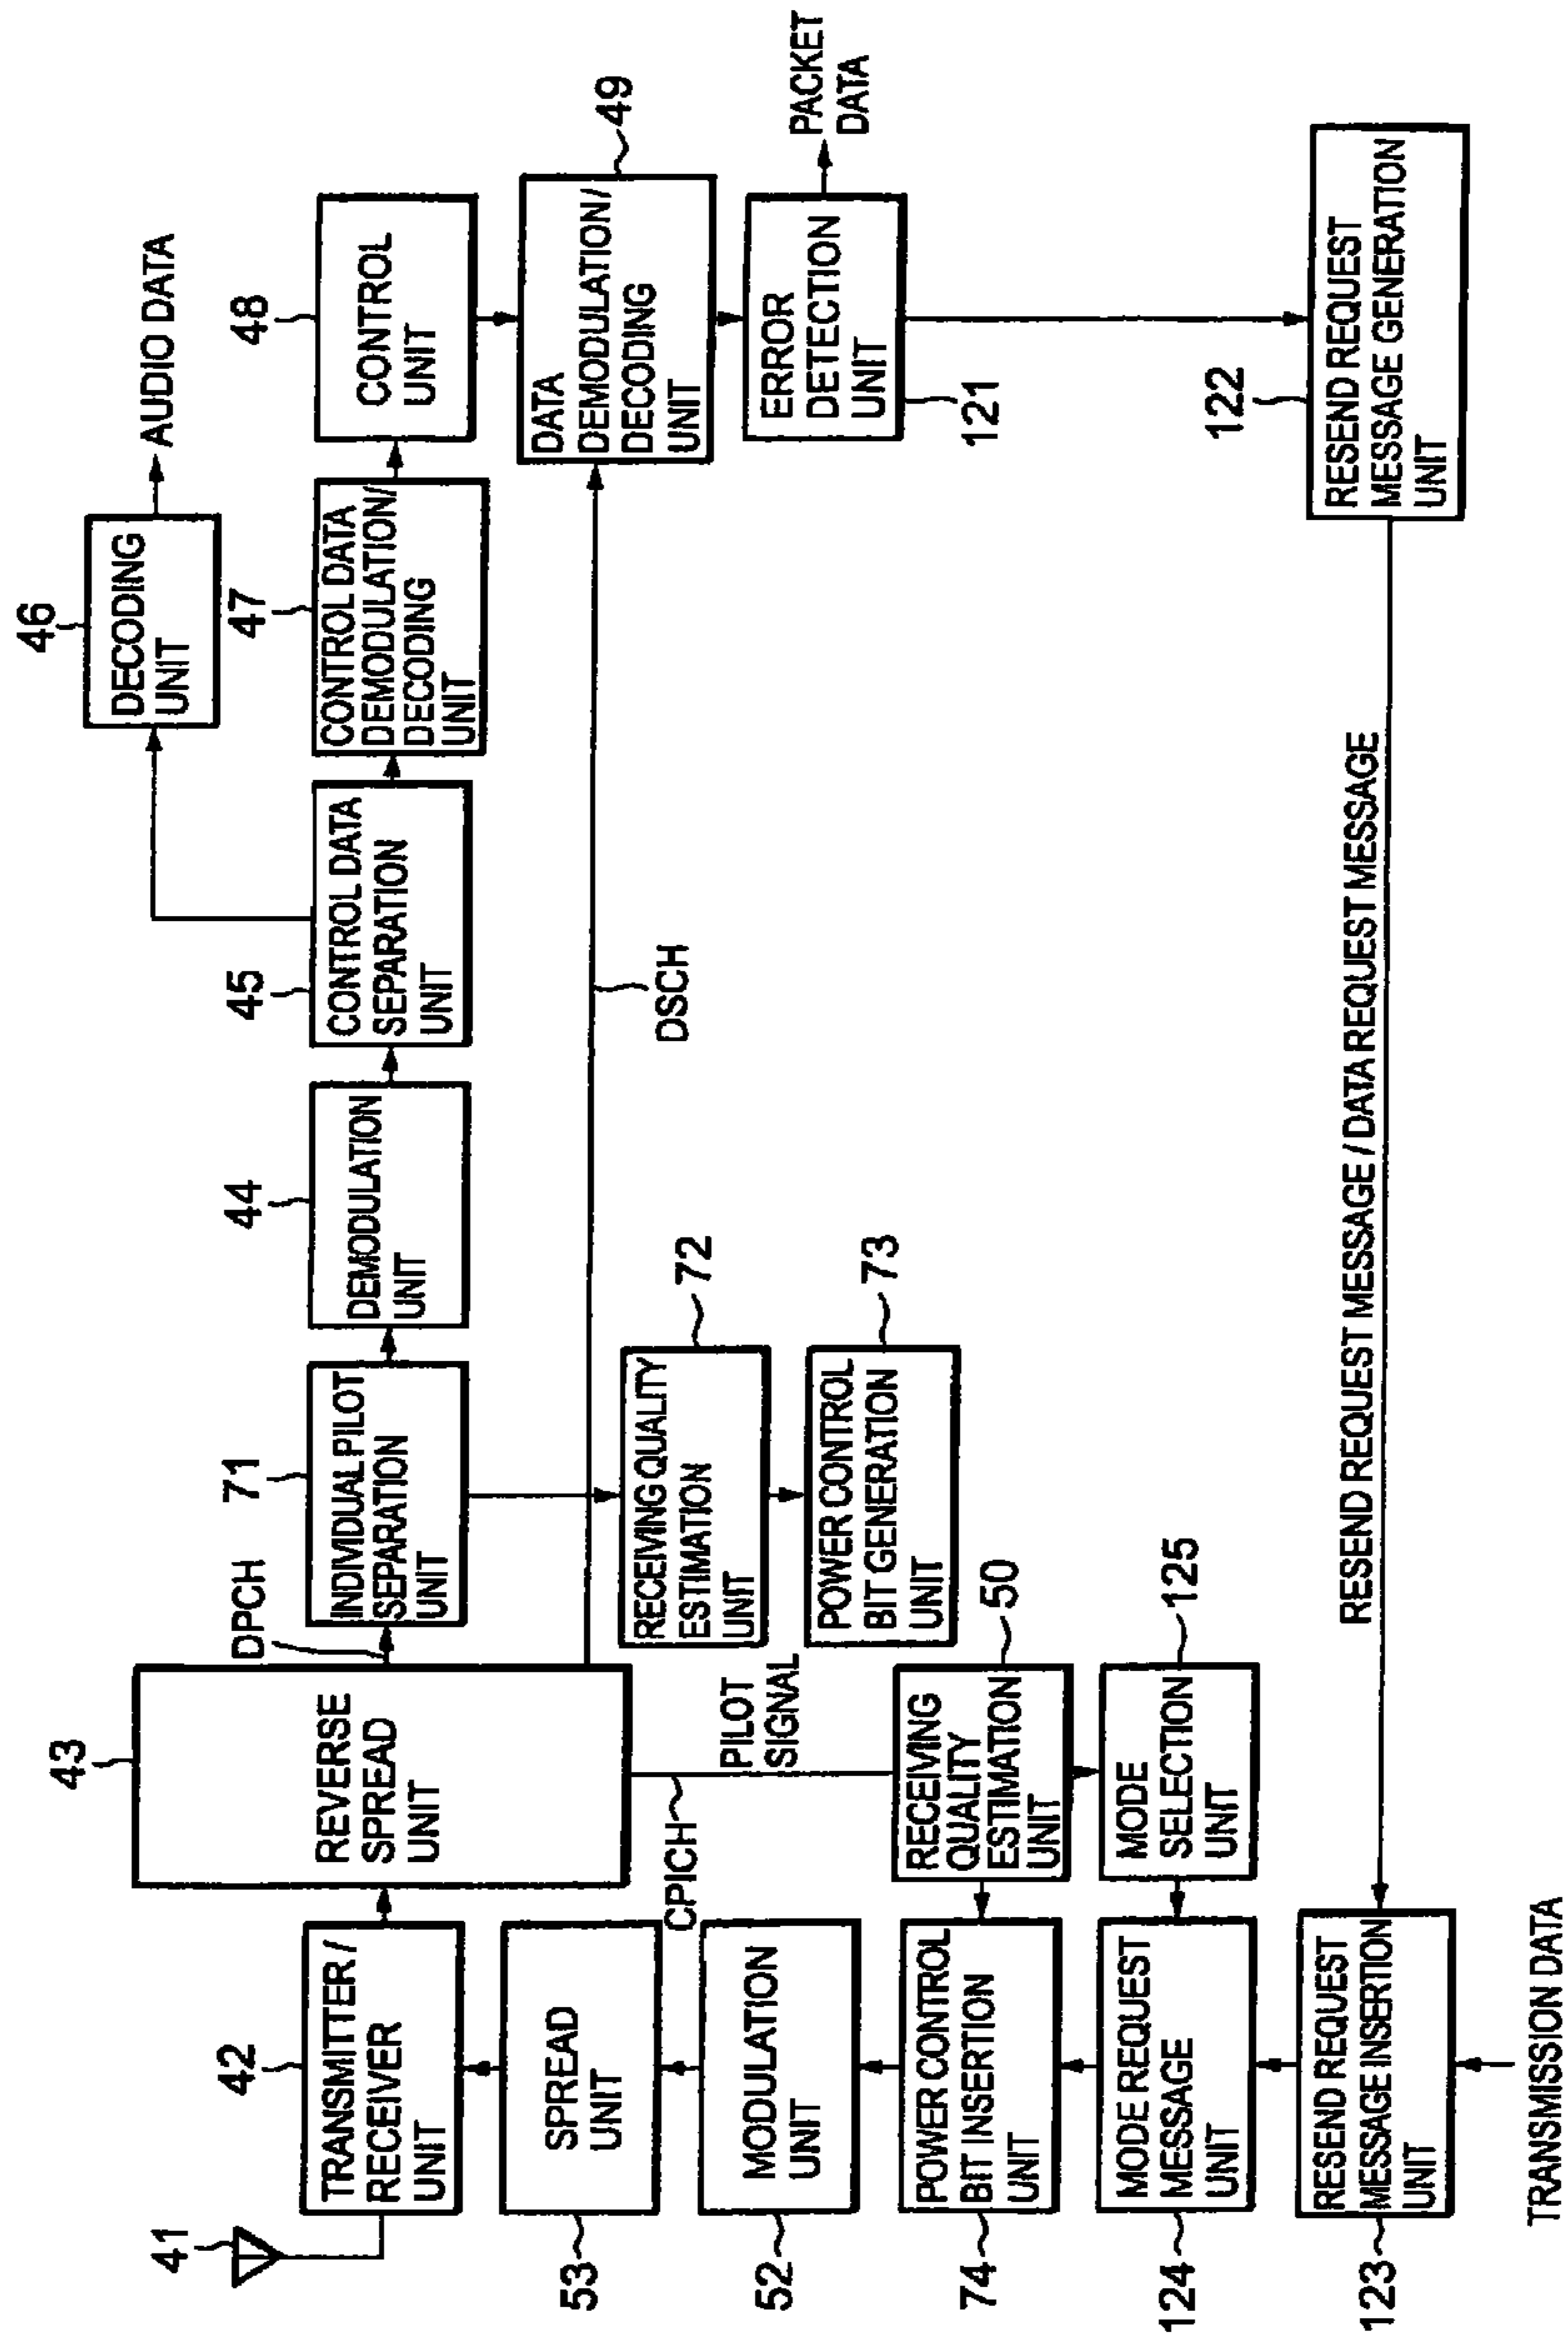 46
DECODING
UNIT
AUDIO DATA
41
42
TRANSMITTER /
RECEIVER
UNIT
43
REVERSE
SPREAD
UNIT
DPCH
71
INDIVIDUAL PILOT
SEPARATION
UNIT
44
DEMODULATION
UNIT
45
CONTROL DATA
SEPARATION
UNIT
47
CONTROL DATA
DEMODULATION/
DECODING
UNIT
48
CONTROL
UNIT
53
SPREAD
UNIT
CPICH
PILOT
SIGNAL
72
RECEIVING QUALITY
ESTIMATION
UNIT
DSCH
49
DATA
DEMODULATION/
DECODING
UNIT
52
MODULATION
UNIT
73
POWER CONTROL
BIT GENERATION
UNIT
121
ERROR
DETECTION
UNIT
PACKET
DATA
74
POWER CONTROL
BIT INSERTION
UNIT
50
RECEIVING
QUALITY
ESTIMATION
UNIT
124
MODE REQUEST
MESSAGE
UNIT
125
MODE
SELECTION
UNIT
122
RESEND REQUEST
MESSAGE GENERATION
UNIT
RESEND REQUEST MESSAGE / DATA REQUEST MESSAGE
123
RESEND REQUEST
MESSAGE INSERTION
UNIT
TRANSMISSION DATA